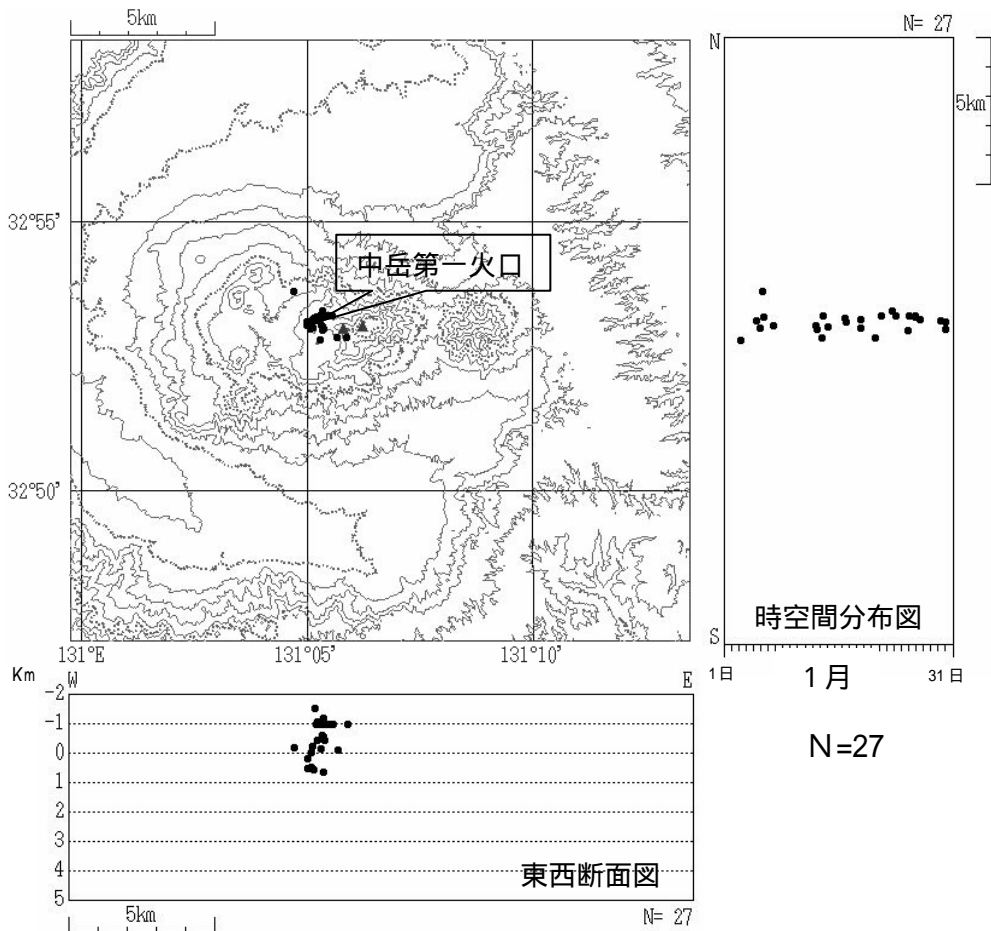 5km
N= 27
N
5km
32°55'
中岳第一火口
32°50'
S
時空間分布図
131°E
131°05'
131°10'
1日
1月
31日
Km
W
E
-2
-1
0
1
2
3
4
5
N=27
東西断面図
5km
N= 27